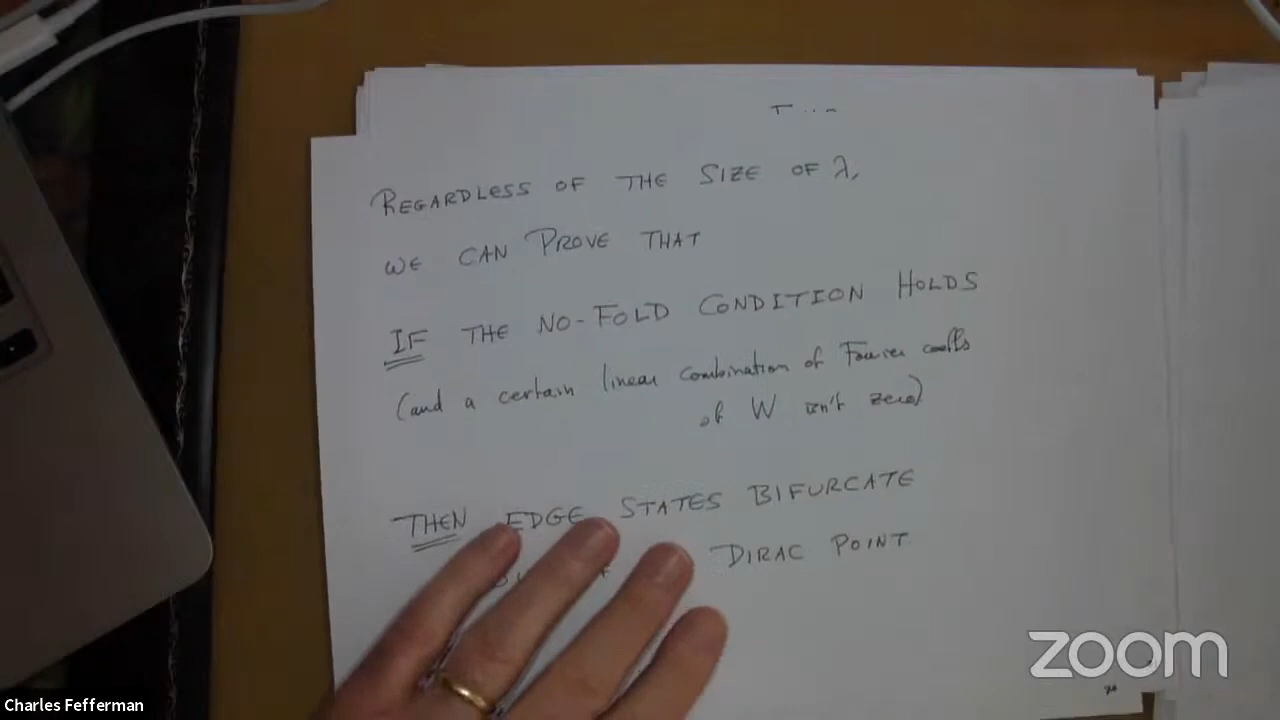 REGARDLESS OF THE SIZE OF λ,
WE CAN PROVE THAT
IF THE NO-FOLD CONDITION HOLDS
(and a certain linear combination of Fourier coeffs
of W isn't zero)
THEN EDGE STATES BIFURCATE
DIRAC POINT
zoom
Charles Fefferman